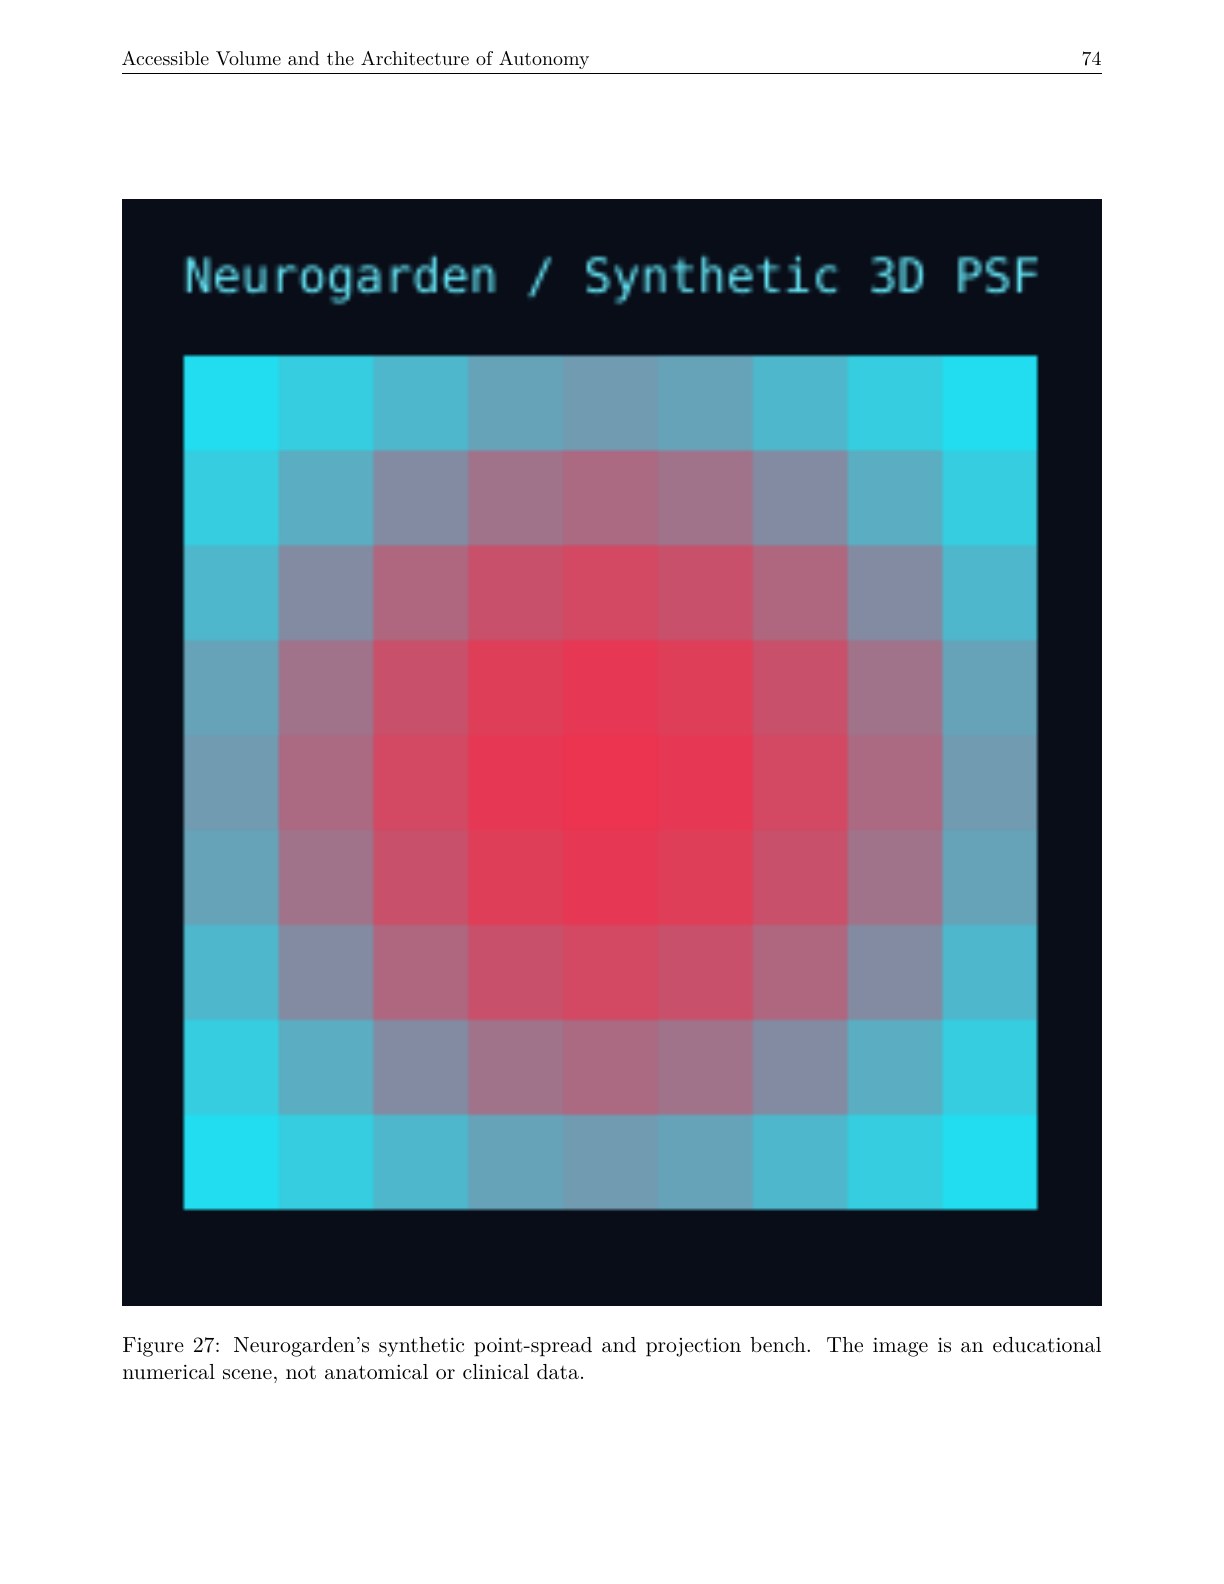 Accessible Volume and the Architecture of Autonomy 74
Neurogarden / Synthetic 3D PSF
Figure 27: Neurogarden's synthetic point-spread and projection bench. The image is an educational
numerical scene, not anatomical or clinical data.